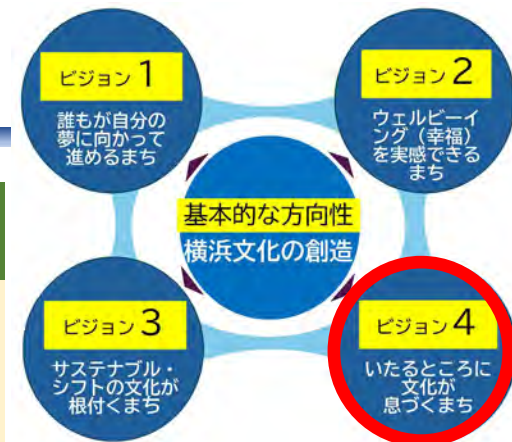 ビジョン1
誰もが自分の
夢に向かって
進めるまち
ビジョン2
ウェルビーイ
ング（幸福）
を実感できる
まち
基本的な方向性
横浜文化の創造
ビジョン3
サステナブル・
シフトの文化が
根付くまち
ビジョン4
いたるところに
文化が
息づくまち